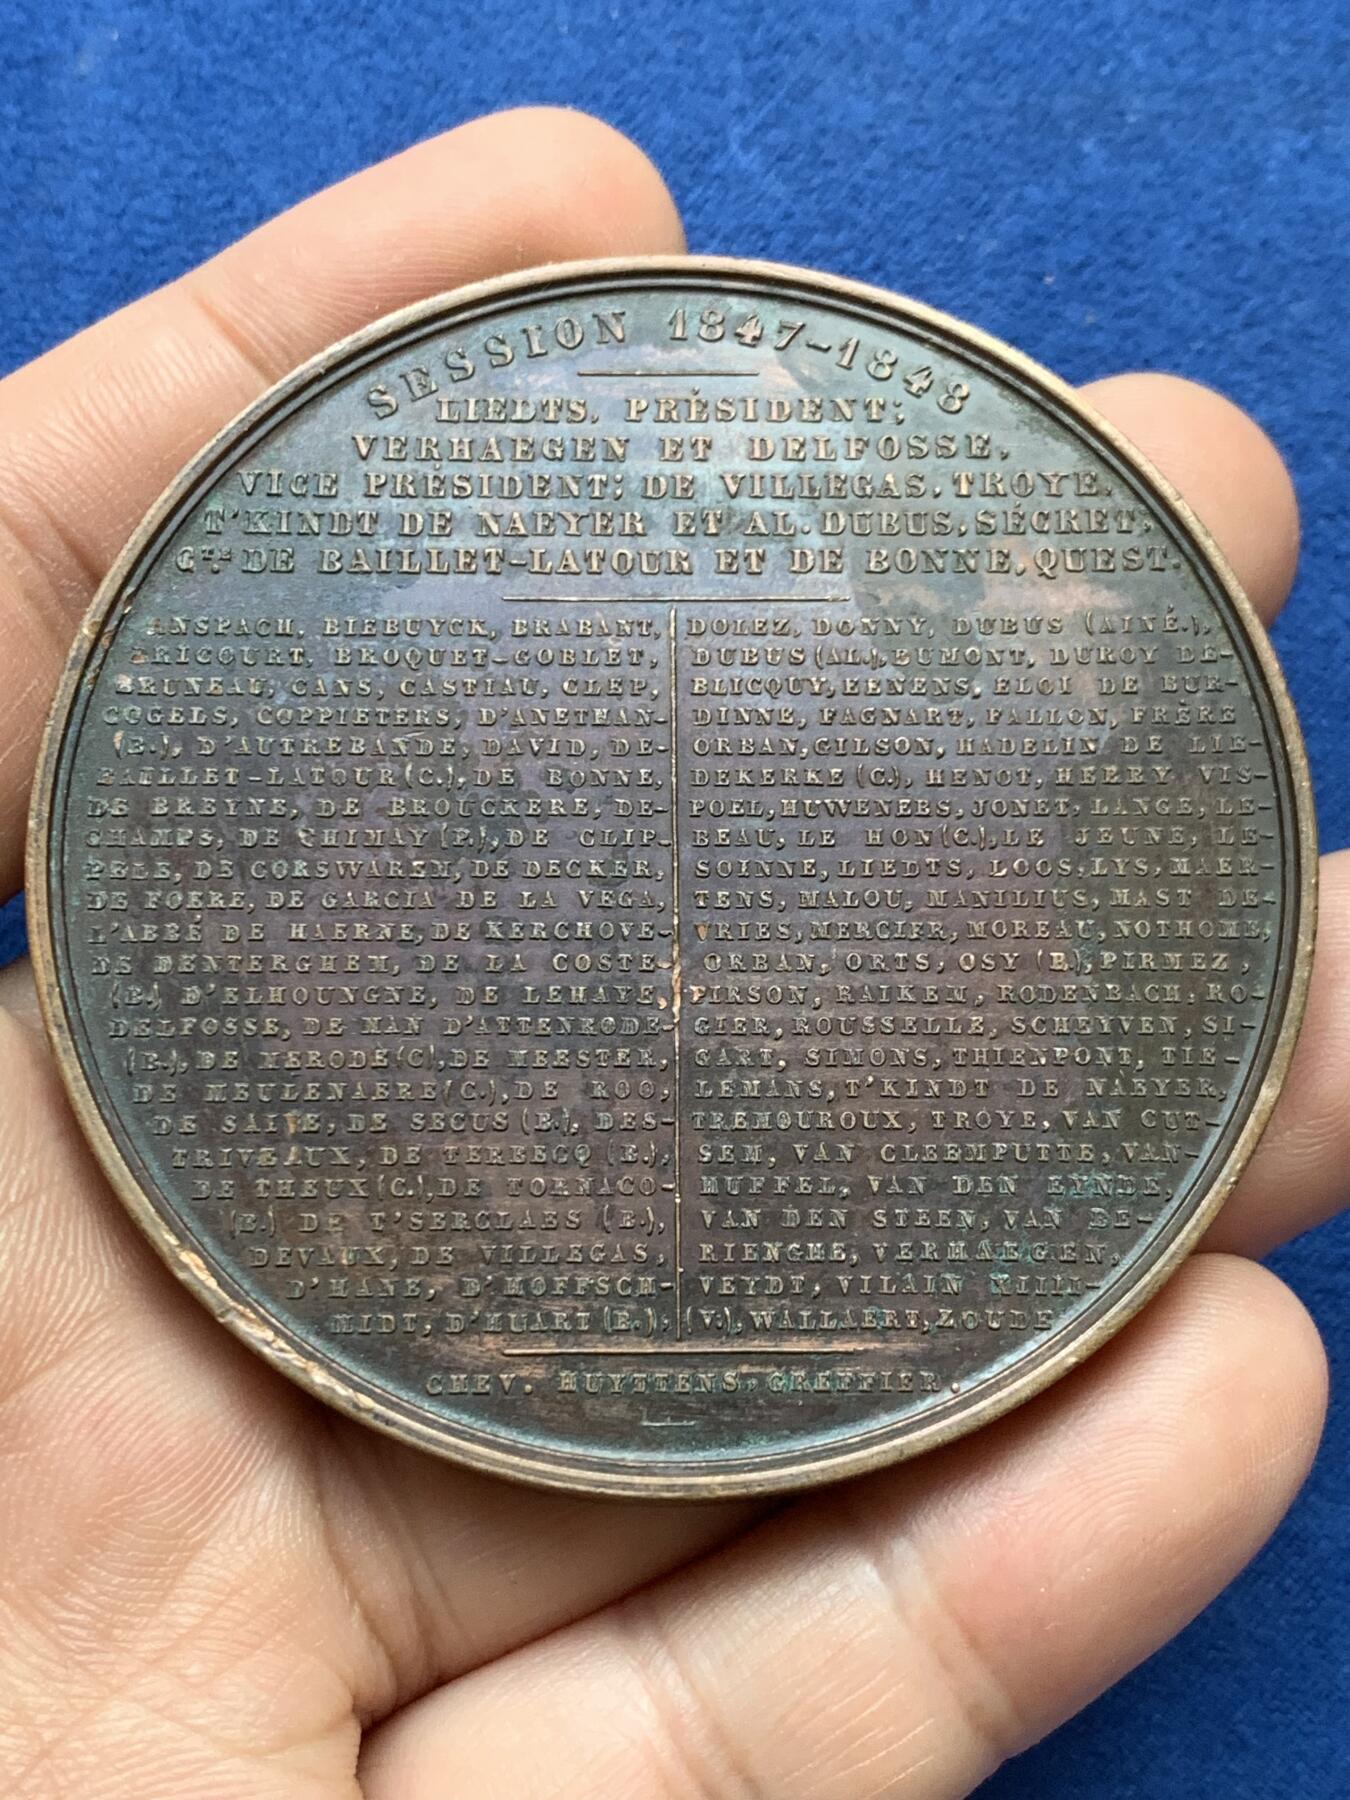 SESSION 1847-1848
LIEDTS, PRÉSIDENT;
VERHAEGEN ET DELFOSSE,
VICE PRÉSIDENT; DE VILLEGAS, TROYE,
T'KINDT DE NAEYER ET AL. DUBUS, SÉCRET;
CTE DE BAILLET-LATOUR ET DE BONNE, QUEST.
ANSPACH, BIEBUYCK, BRABANT,
BRICOURT, BROQUET-GOBLET,
BRUNEAU, CANS, CASTIAU, CLEP,
COGELS, COPPIETERS, D'ANETHAN-
(B.), D'AUTREBANDE, DAVID, DE-
BAILLET-LATOUR (C.), DE BONNE,
DE BREYNE, DE BROUCKERE, DE-
CHAMPS, DE CHIMAY (P.), DE CLIP-
PELE, DE CORSWAREM, DE DECKER,
DE FOERE, DE GARCIA DE LA VEGA,
L'ABBÉ DE HAERNE, DE KERCHOVE-
DE DENTERGHEM, DE LA COSTE-
(B.) D'ELHOUNGNE, DE LEHAYE,
DELFOSSE, DE MAN D'ATTENRODE-
(B.), DE MERODE (C), DE MEESTER,
DE MEULENAERE (C.), DE ROO,
DE SAIVE, DE SECUS (B.), DES-
TRIVEAUX, DE TERBECQ (B.),
DE THEUX (C.), DE TORNACO-
(B.) DE T'SERCLAES (B.),
DEVAUX, DE VILLEGAS,
D'HANE, D'HOFFSCH-
MIDT, D'HUART (B.),
DOLEZ, DONNY, DUBUS (AINÉ.),
DUBUS (AL.), DUMONT, DUROY DE-
BLICQUY, EENENS, ELOI DE BUR-
DINNE, FAGNART, FALLON, FRÈRE
ORBAN, GILSON, HADELIN DE LIE-
DEKERKE (C.), HENOT, HERRY VIS-
POEL, HUVENERS, JONET, LANGE, LE-
BEAU, LE HON (C.), LE JEUNE, LE-
SOINNE, LIEDTS, LOOS, LYS, MAER-
TENS, MALOU, MANILIUS, MAST DE-
VRIES, MERCIER, MOREAU, NOTHOMB,
ORBAN, ORTS, OSY (B.), PIRMEZ,
PIRSON, RAIKEM, RODENBACH, RO-
GIER, ROUSSELLE, SCHEYVEN, SI-
GART, SIMONS, THIENPONT, TIE-
LEMANS, T'KINDT DE NAEYER,
TREMOUROUX, TROYE, VAN CUT-
SEM, VAN CLEEMPUTTE, VAN-
HUFFEL, VAN DEN EYNDE,
VAN DEN STEEN, VAN DE-
RIENGHE, VERHAEGEN,
VEYDT, VILAIN XIIII-
(V.), WALLAERT, ZOUDE
CHEV. HUYTTENS, GREFFIER.